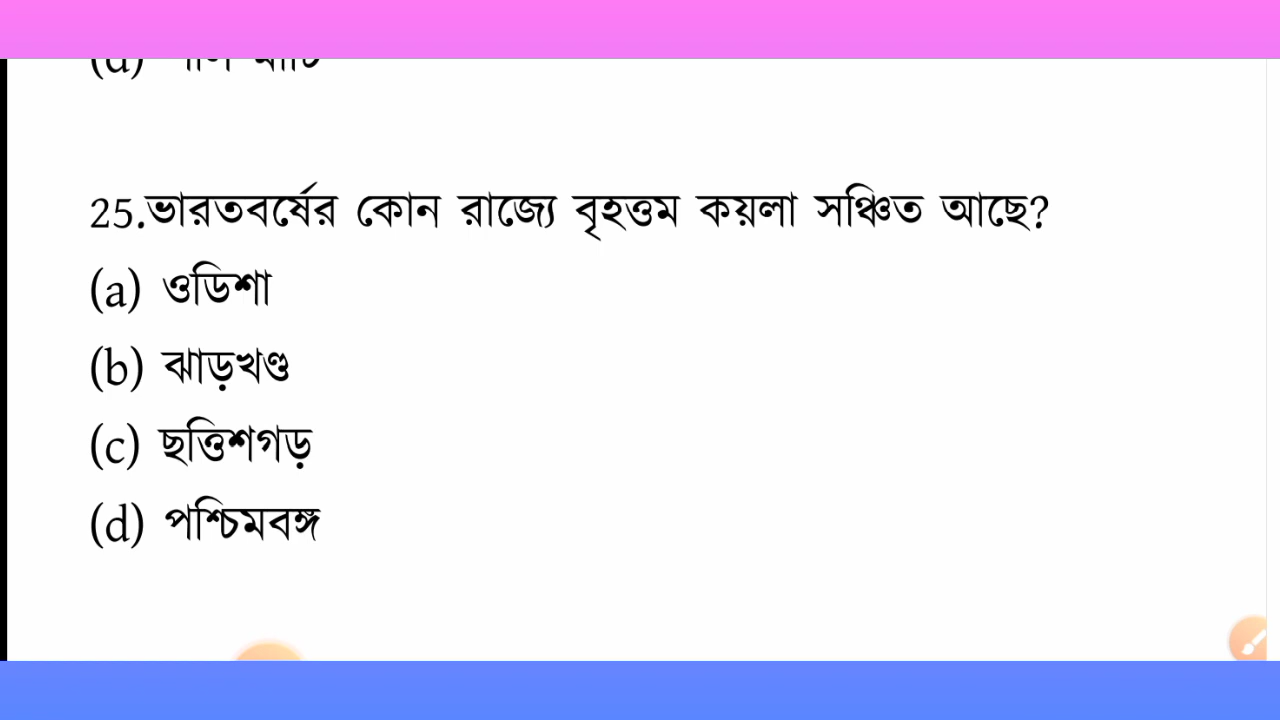 25.ভারতবর্ষের কোন রাজ্যে বৃহত্তম কয়লা সঞ্চিত আছে?
(a) ওডিশা
(b) ঝাড়খণ্ড
(c) ছত্তিশগড়
(d) পশ্চিমবঙ্গ